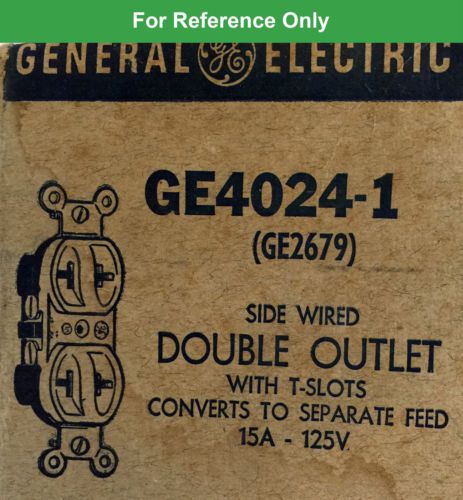 For Reference Only
GENERAL GE ELECTRIC
GE4024-1
(GE2679)
SIDE WIRED
DOUBLE OUTLET
WITH T-SLOTS
CONVERTS TO SEPARATE FEED
15A - 125V.